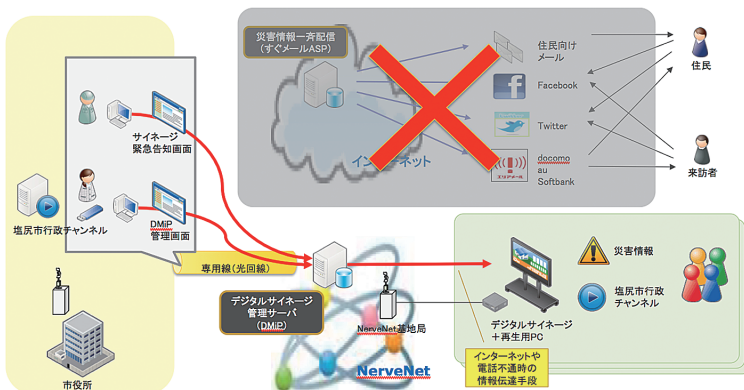 災害情報一斉配信
(すぐメールASP)
インターネット
住民向け
メール
Facebook
Twitter
エリアメール
docomo
au
Softbank
住民
来訪者
サイネージ
緊急告知画面
DMiP
管理画面
塩尻市行政チャンネル
専用線(光回線)
市役所
デジタルサイネージ
管理サーバ
(DMiP)
NerveNet基地局
NerveNet
デジタルサイネージ
+再生用PC
災害情報
塩尻市行政
チャンネル
インターネットや
電話不通時の
情報伝達手段